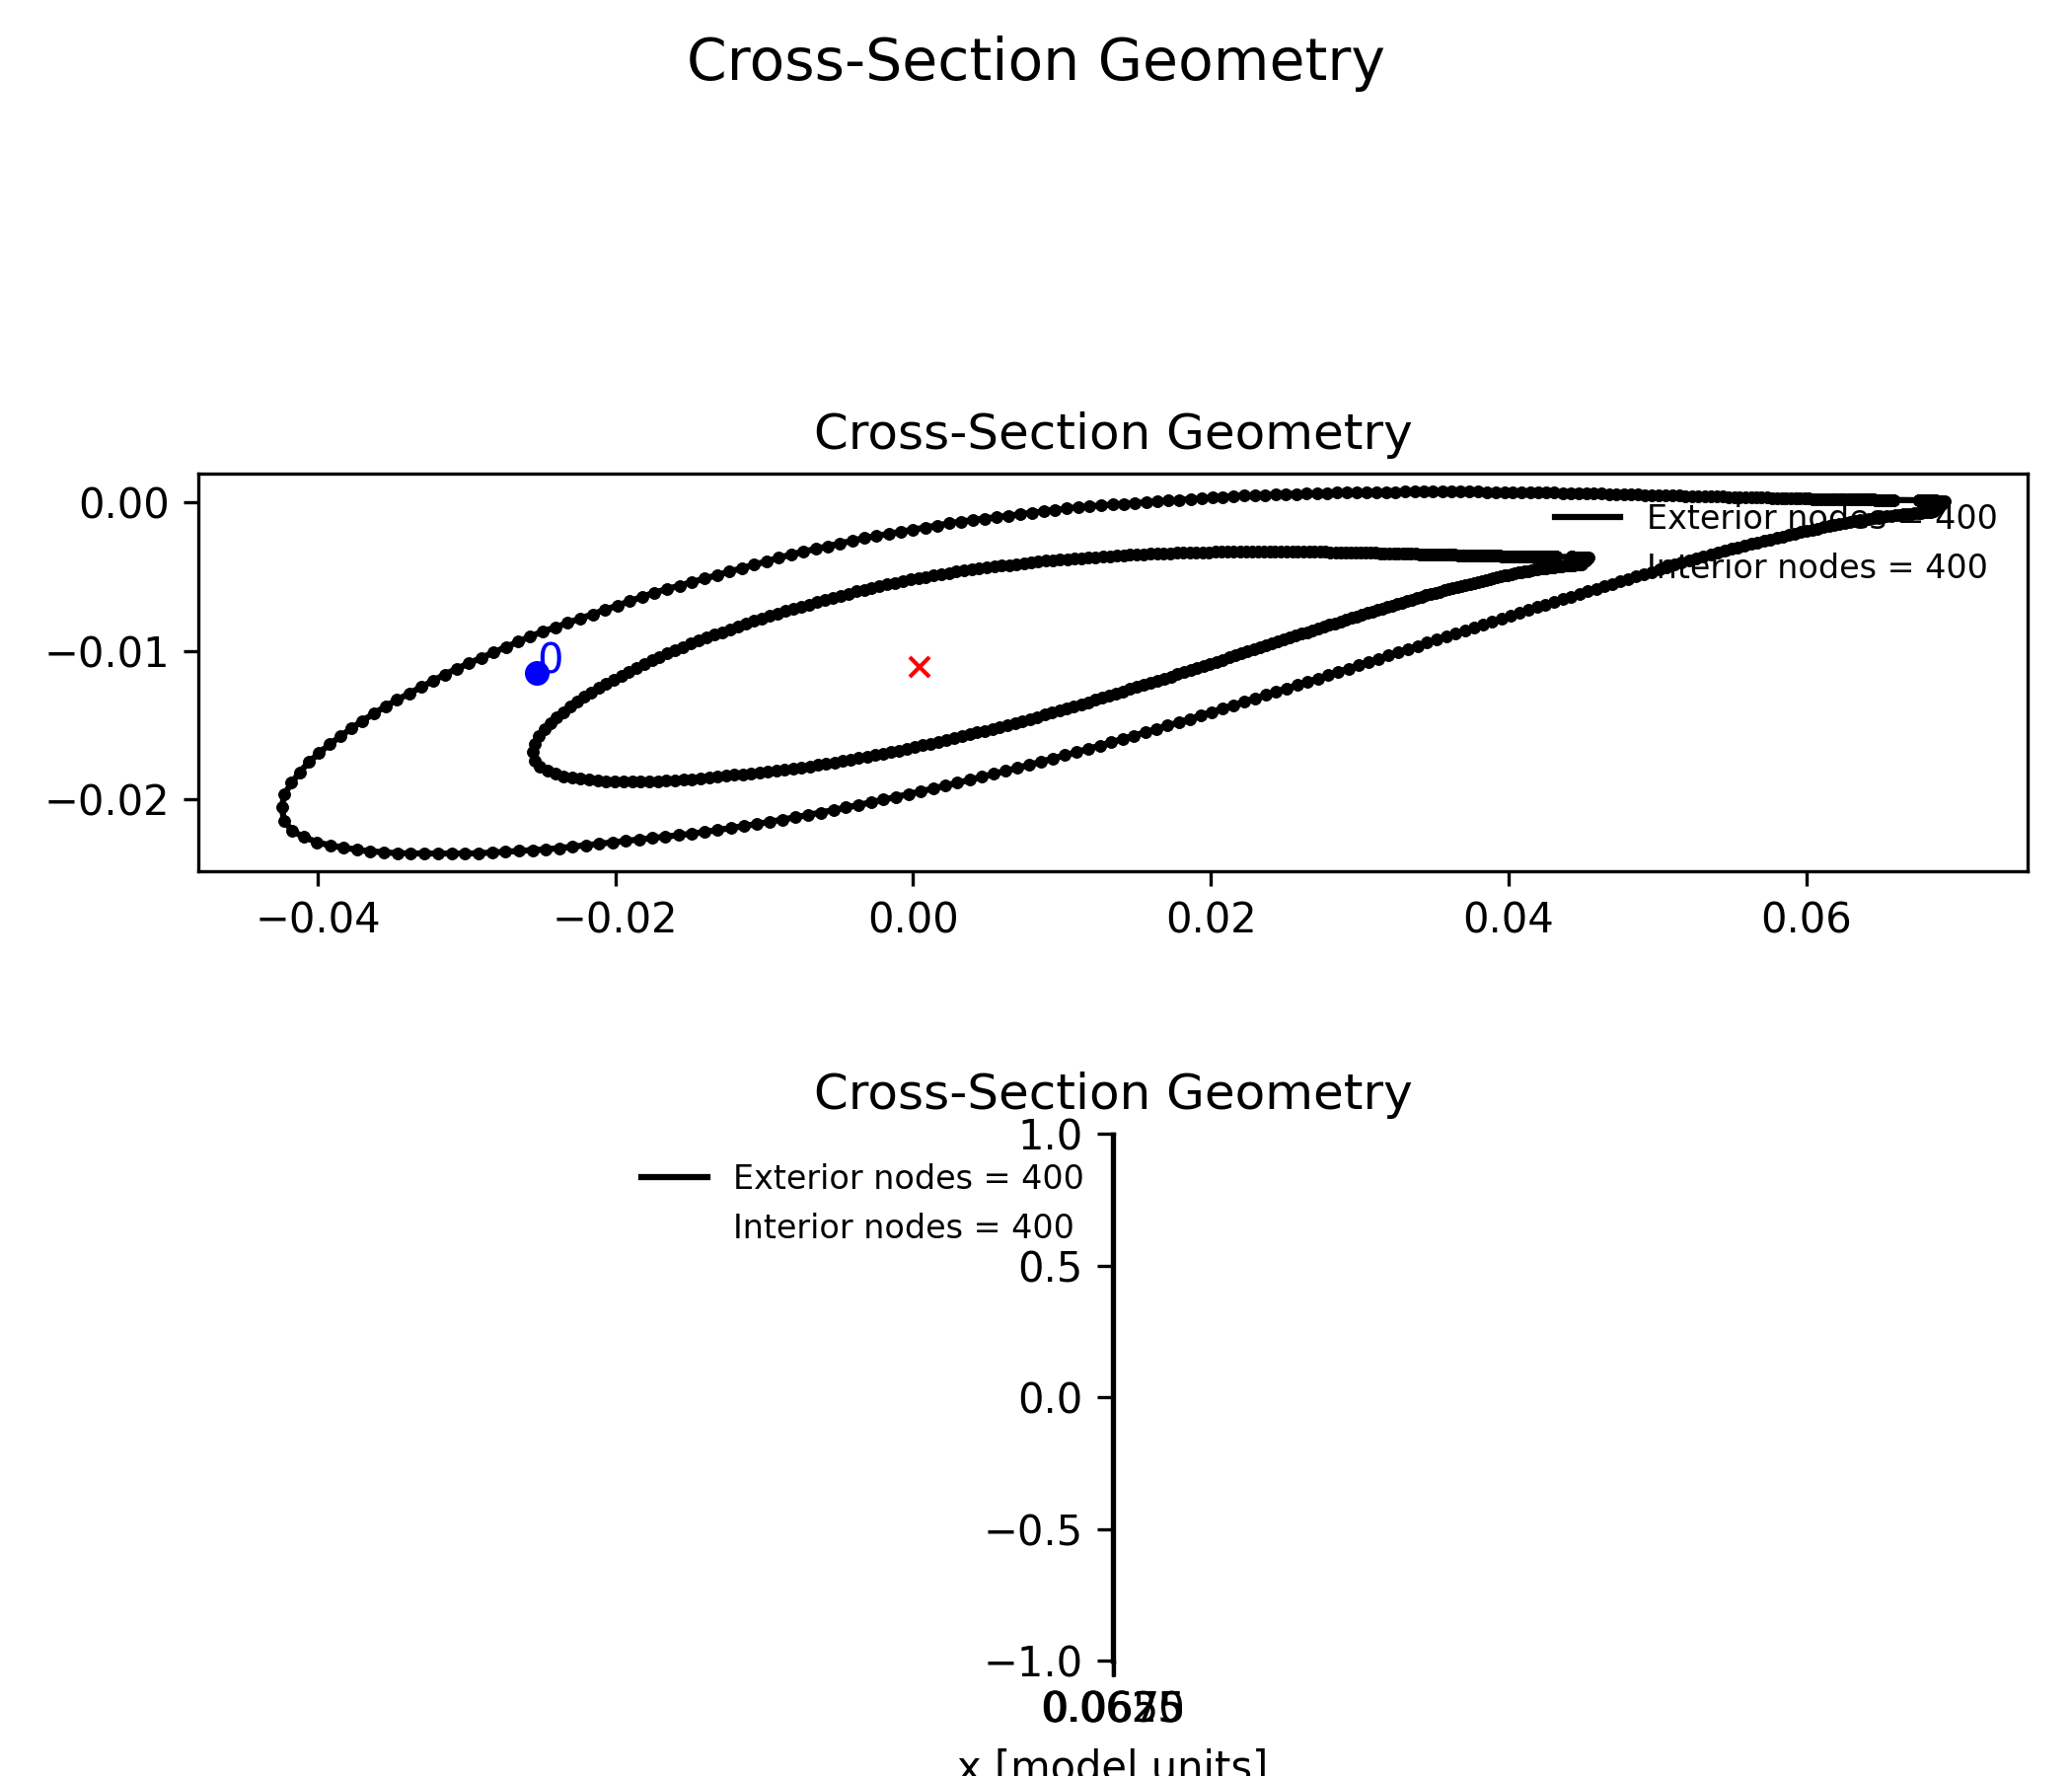 Cross-Section Geometry
Cross-Section Geometry
0.00
Exterior nodes = 400
Interior nodes = 400
−0.01
0
−0.02
−0.04 −0.02 0.00 0.02 0.04 0.06
Cross-Section Geometry
1.0
Exterior nodes = 400
Interior nodes = 400
0.5
0.0
−0.5
−1.0
x [model units]